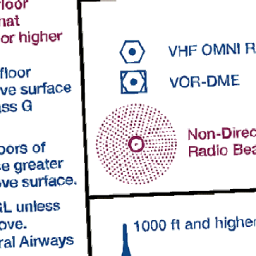 floor
hat
or higher
floor
ve surface
ss G
oors of
e greater
ve surface.
GL unless
ove.
ral Airways
VHF OMNI R
VOR-DME
Non-Direc
Radio Bea
1000 ft and higher